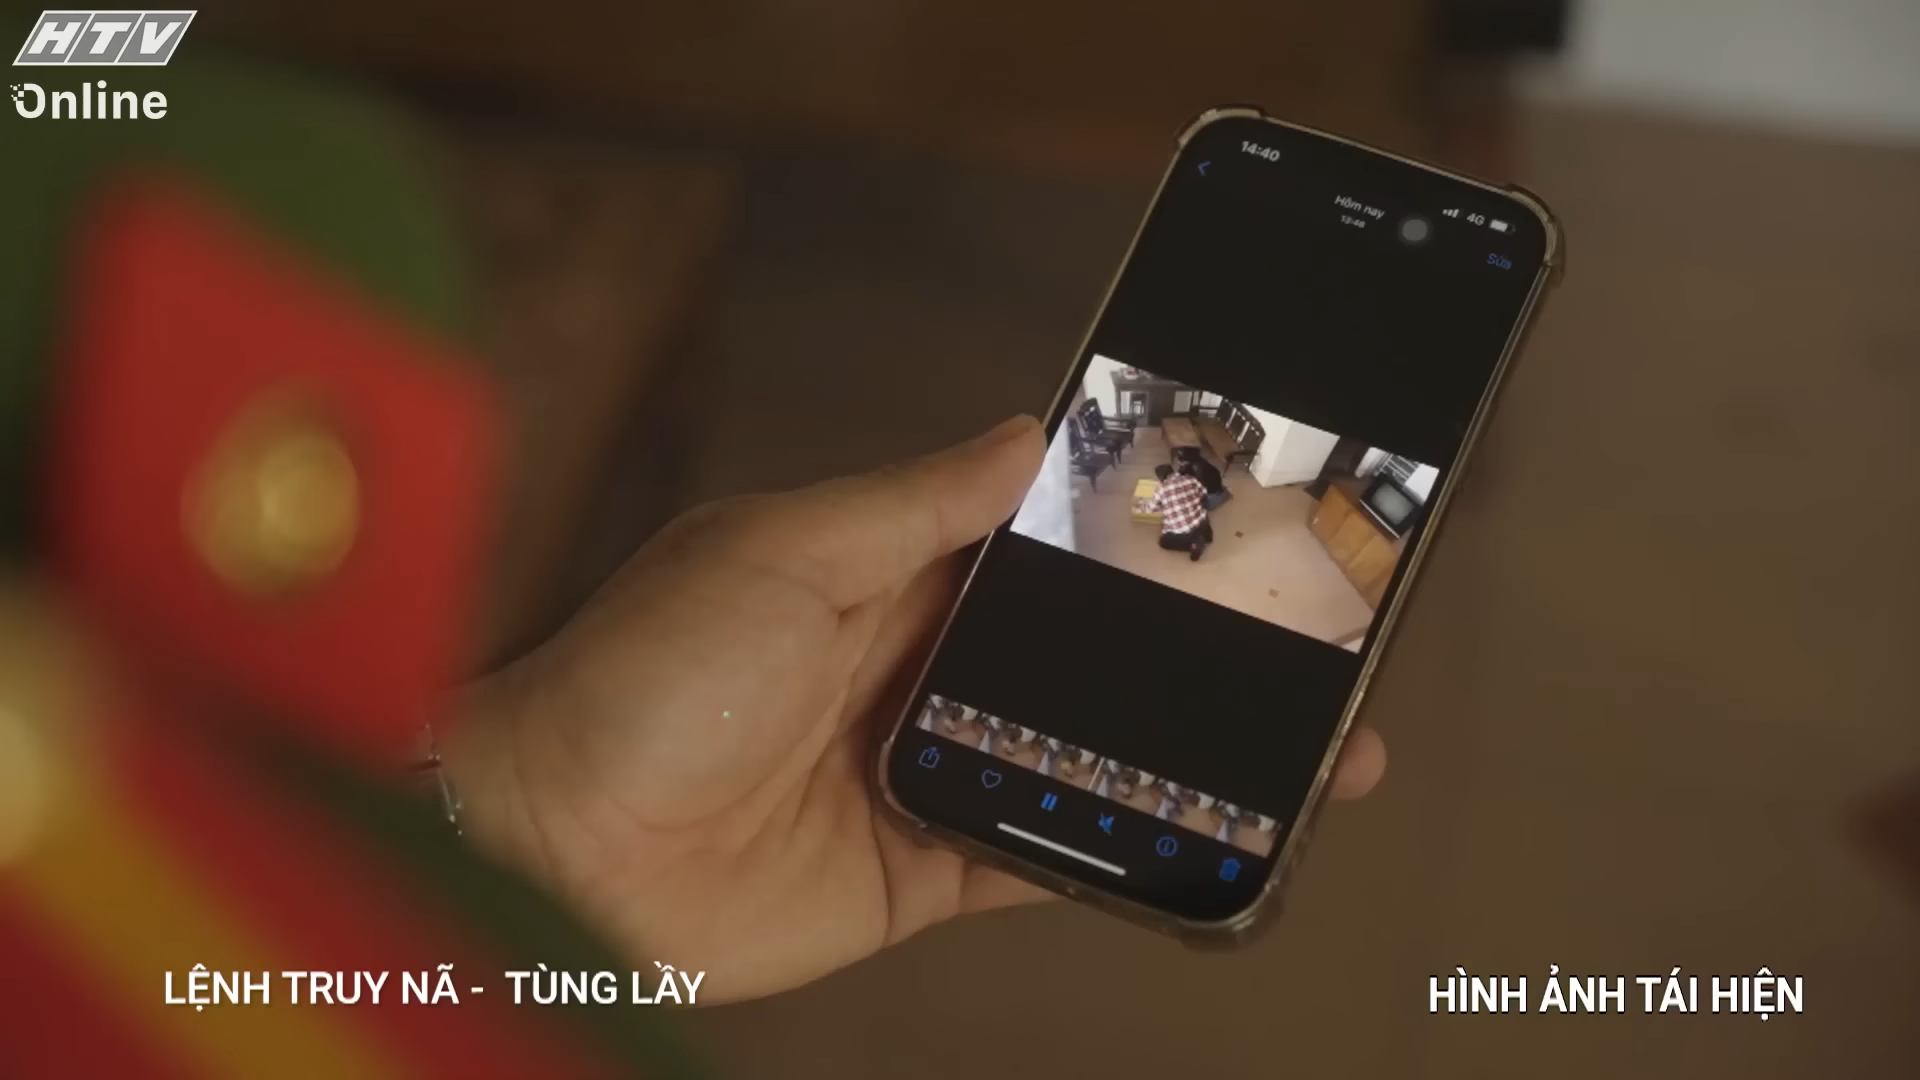 HTV
Online
14:40
4G
Hôm nay
Sửa
LỆNH TRUY NÃ - TÙNG LẦY
HÌNH ẢNH TÁI HIỆN